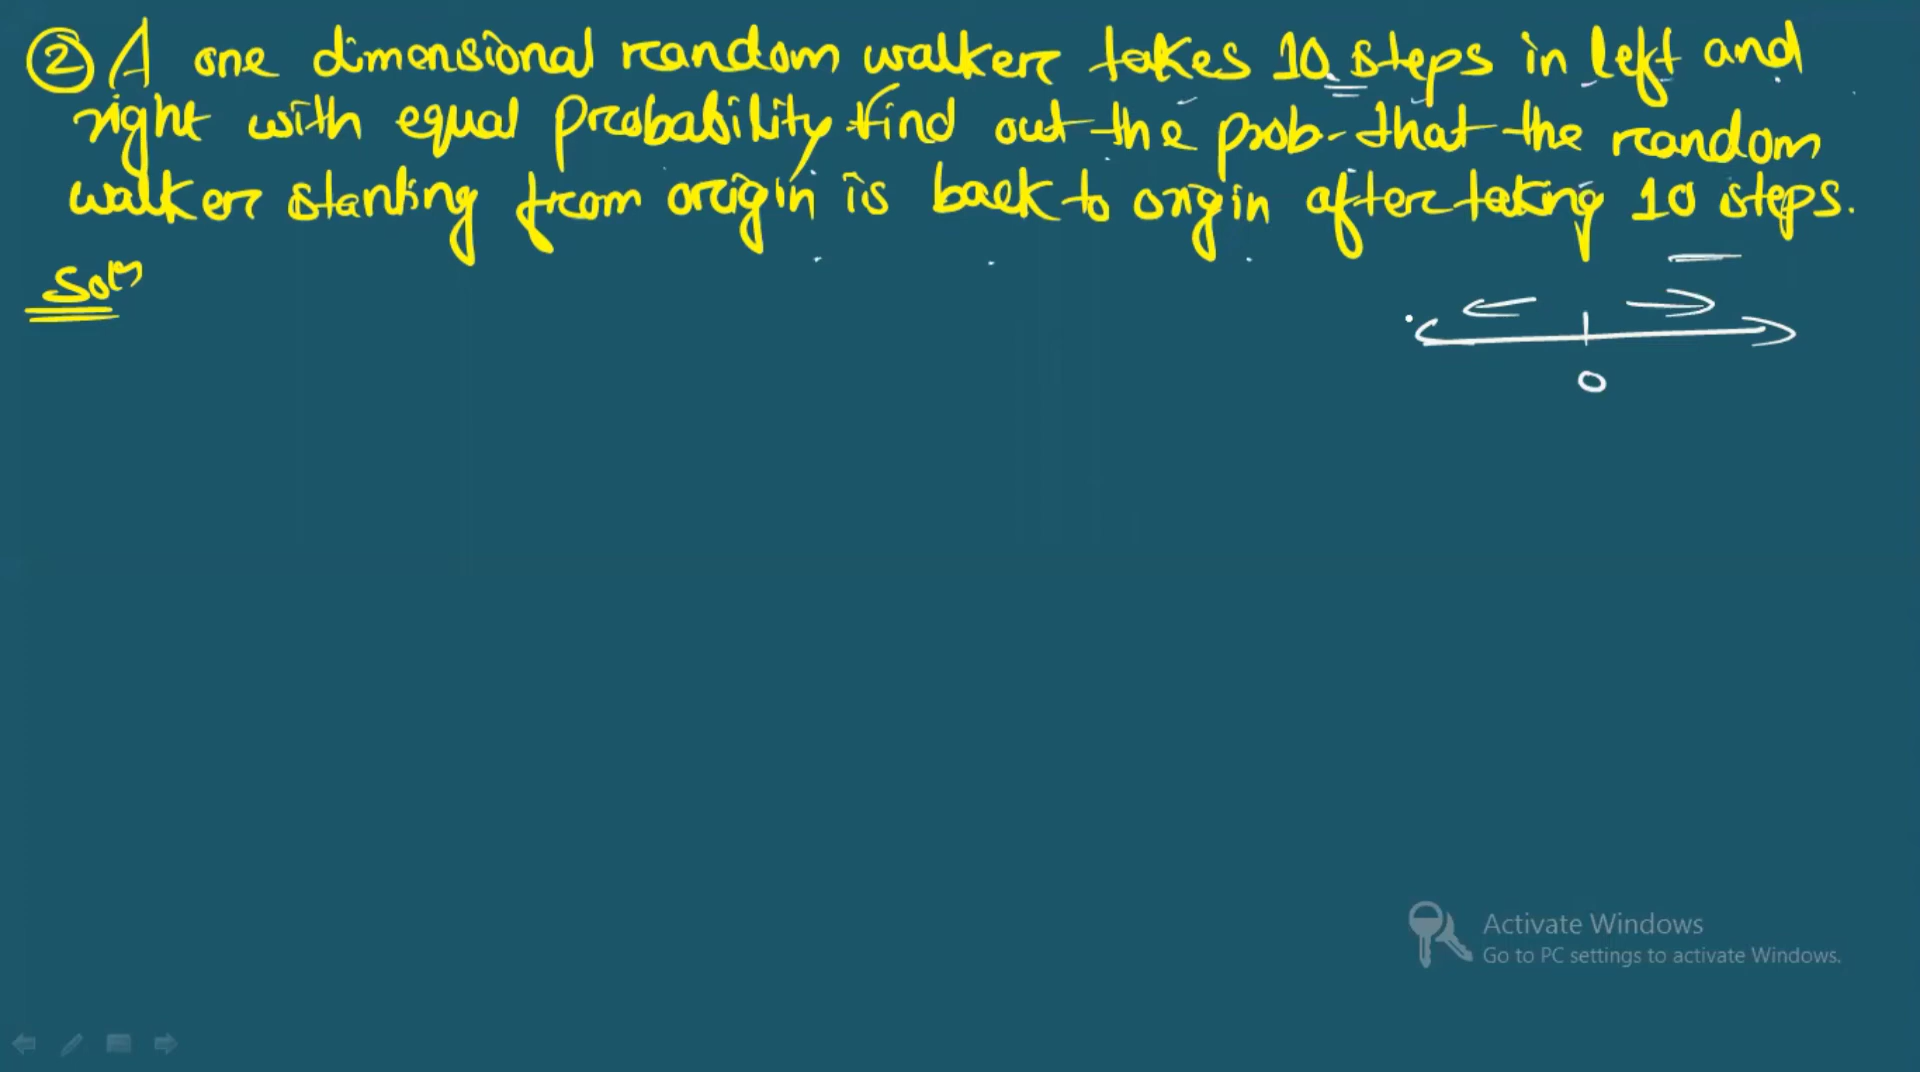 ② A one dimensional random walker takes 10 steps in left and
right with equal probability find out the prob. that the random
walker starting from origin is back to origin after taking 10 steps.
Soln
0
Activate Windows
Go to PC settings to activate Windows.